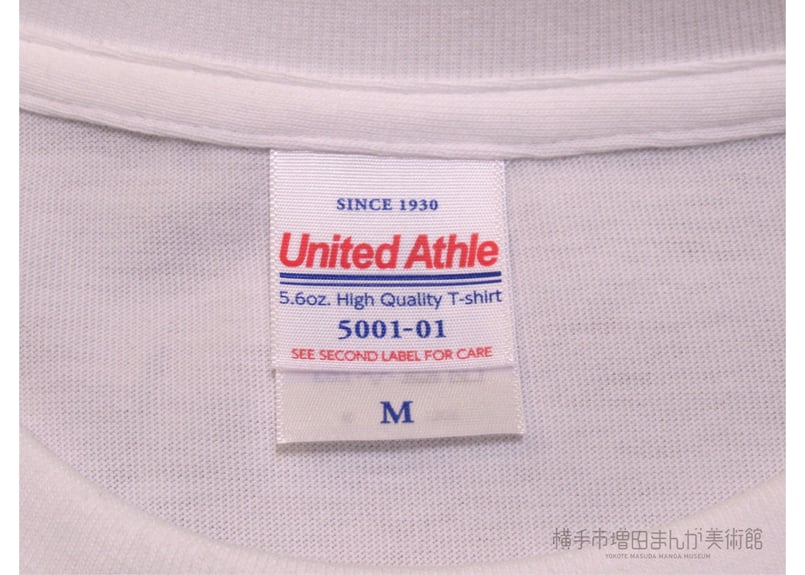 SINCE 1930
United Athle
5.6oz. High Quality T-shirt
5001-01
SEE SECOND LABEL FOR CARE
M
横手市増田まんが美術館
YOKOTE MASUDA MANGA MUSEUM